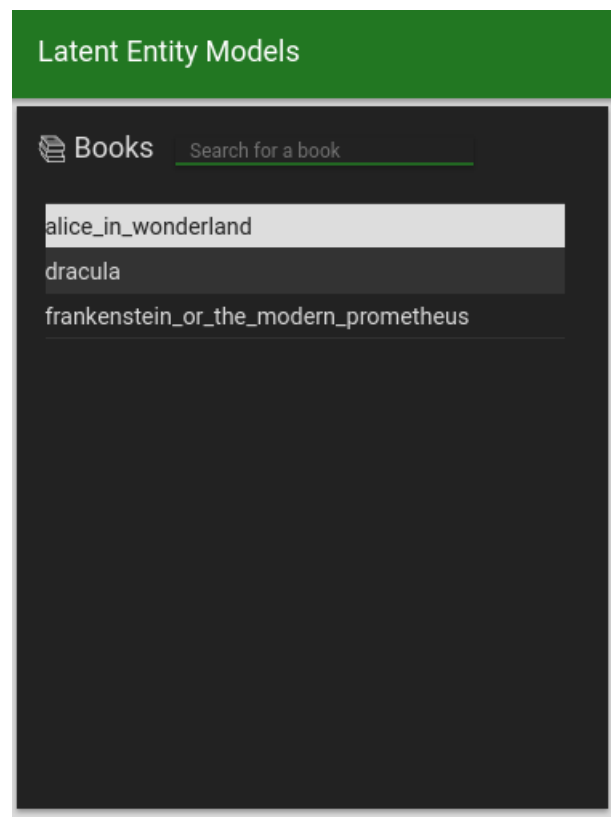 Latent Entity Models
Books
Search for a book
alice_in_wonderland
dracula
frankenstein_or_the_modern_prometheus